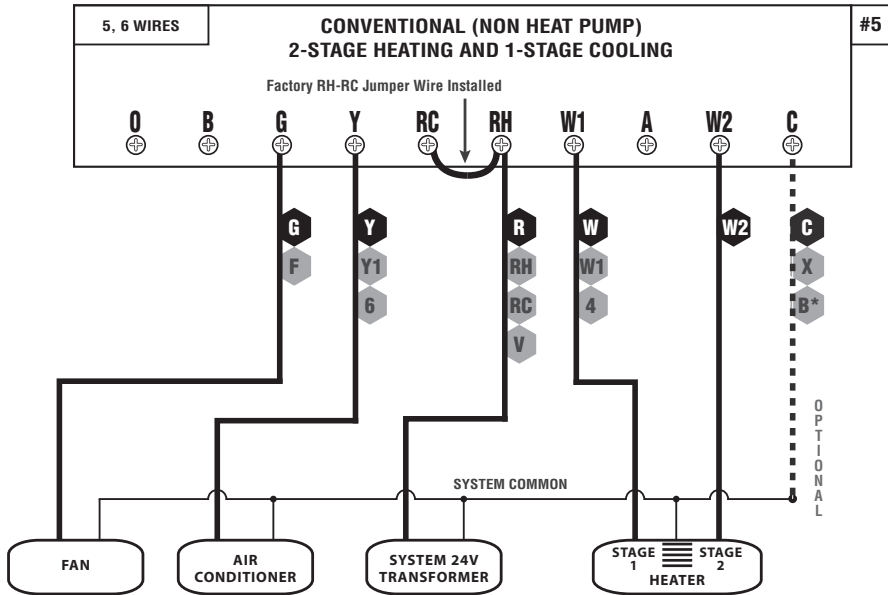 5, 6 WIRES
CONVENTIONAL (NON HEAT PUMP)
2-STAGE HEATING AND 1-STAGE COOLING
#5
Factory RH-RC Jumper Wire Installed
O B G Y RC RH W1 A W2 C
G Y R W W2 C
F Y1 RH W1 X
6 RC 4 B*
V
OPTIONAL
SYSTEM COMMON
FAN
AIR
CONDITIONER
SYSTEM 24V
TRANSFORMER
STAGE
1
STAGE
2
HEATER